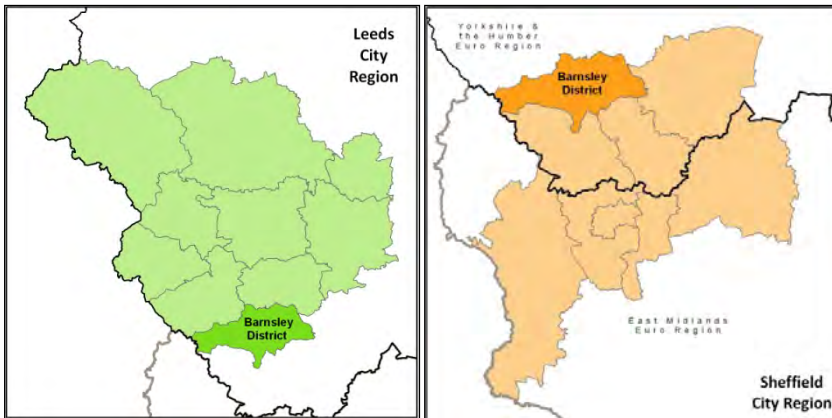 Leeds
City
Region
Barnsley
District
Yorkshire &
the Humber
Euro Region
Barnsley
District
East Midlands
Euro Region
Sheffield
City Region